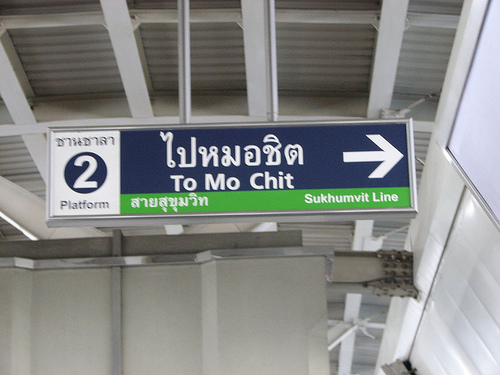 ชานชาลา
2
Platform
ไปหมอชิต
To Mo Chit
สายสุขุมวิท
Sukhumvit Line